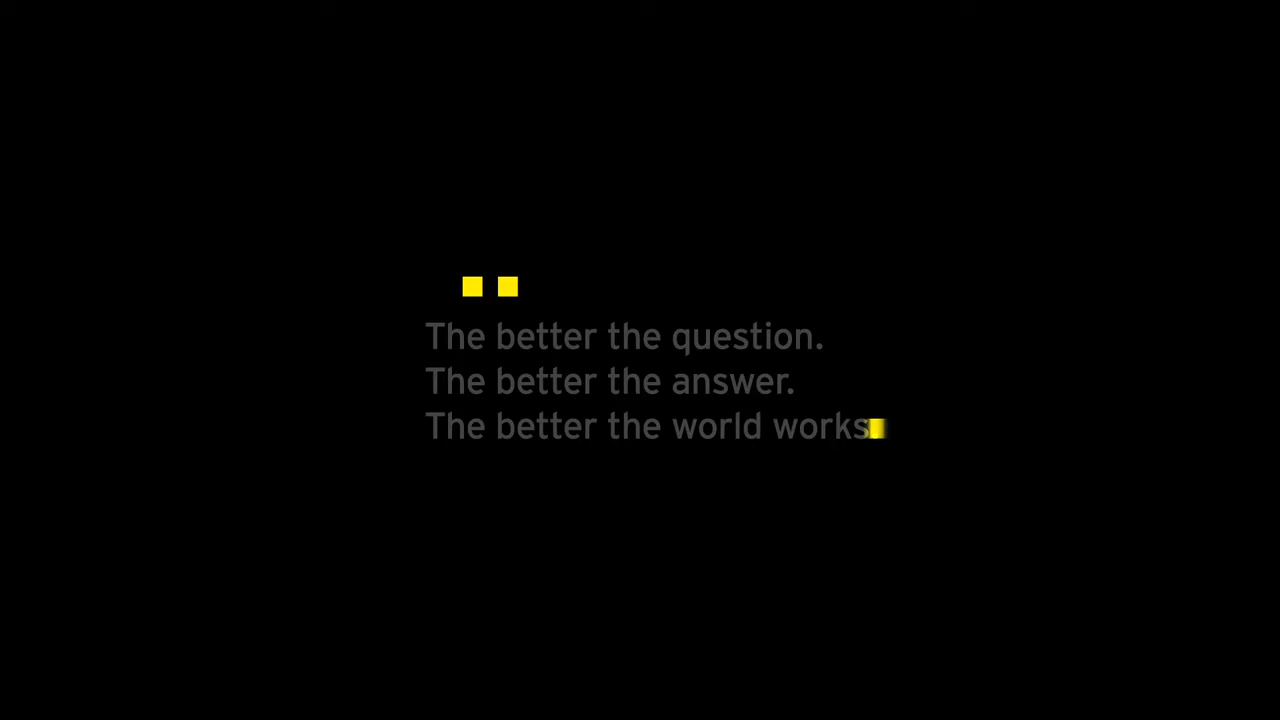 The better the question.
The better the answer.
The better the world works